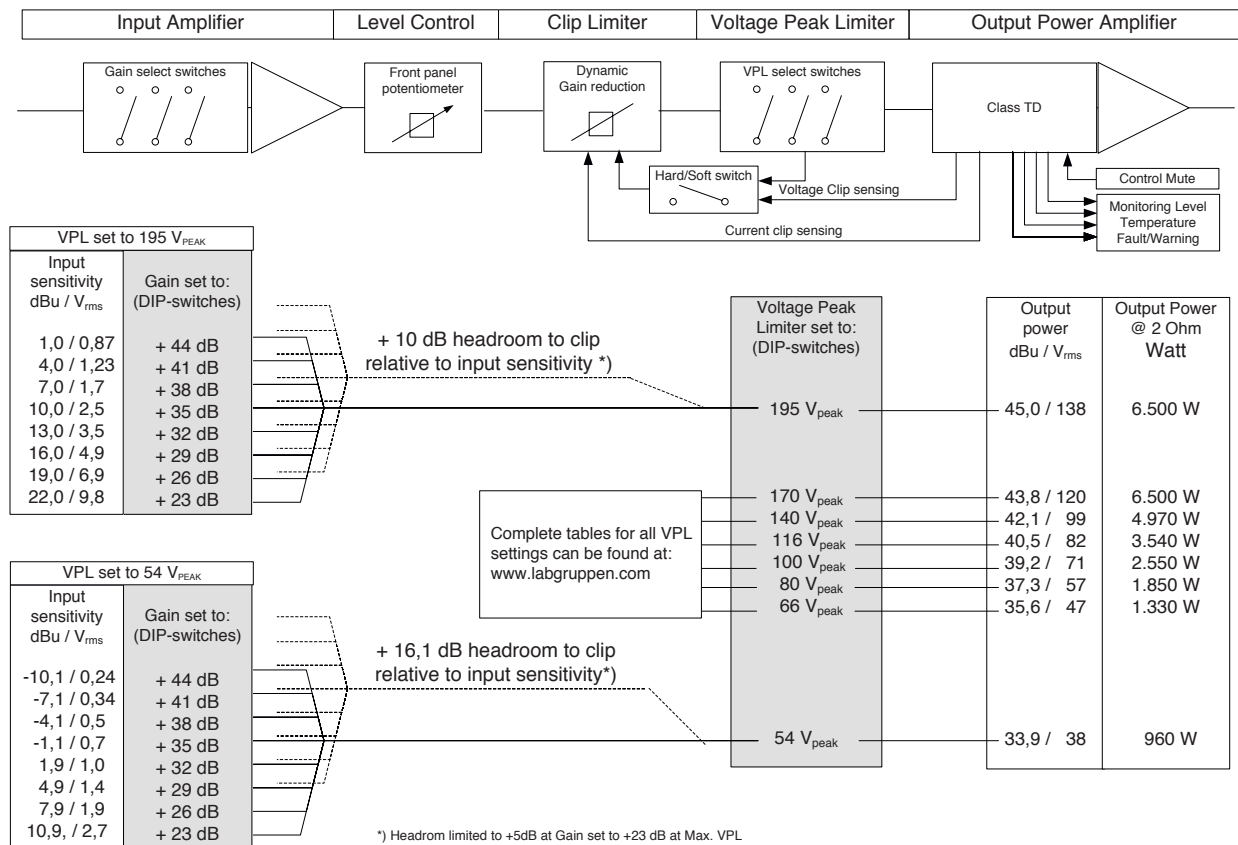 Input Amplifier Level Control Clip Limiter Voltage Peak Limiter Output Power Amplifier
Gain select switches
Front panel
potentiometer
Dynamic
Gain reduction
VPL select switches
Class TD
Hard/Soft switch
Voltage Clip sensing
Current clip sensing
Control Mute
Monitoring Level
Temperature
Fault/Warning
VPL set to 195 VPEAK
Input
sensitivity
dBu / Vrms
Gain set to:
(DIP-switches)
1,0 / 0,87 + 44 dB
4,0 / 1,23 + 41 dB
7,0 / 1,7 + 38 dB
10,0 / 2,5 + 35 dB
13,0 / 3,5 + 32 dB
16,0 / 4,9 + 29 dB
19,0 / 6,9 + 26 dB
22,0 / 9,8 + 23 dB
+ 10 dB headroom to clip
relative to input sensitivity *)
Voltage Peak
Limiter set to:
(DIP-switches)
Output
power
dBu / Vrms
Output Power
@ 2 Ohm
Watt
195 Vpeak 45,0 / 138 6.500 W
170 Vpeak 43,8 / 120 6.500 W
140 Vpeak 42,1 / 99 4.970 W
116 Vpeak 40,5 / 82 3.540 W
100 Vpeak 39,2 / 71 2.550 W
80 Vpeak 37,3 / 57 1.850 W
66 Vpeak 35,6 / 47 1.330 W
Complete tables for all VPL
settings can be found at:
www.labgruppen.com
VPL set to 54 VPEAK
Input
sensitivity
dBu / Vrms
Gain set to:
(DIP-switches)
-10,1 / 0,24 + 44 dB
-7,1 / 0,34 + 41 dB
-4,1 / 0,5 + 38 dB
-1,1 / 0,7 + 35 dB
1,9 / 1,0 + 32 dB
4,9 / 1,4 + 29 dB
7,9 / 1,9 + 26 dB
10,9, / 2,7 + 23 dB
+ 16,1 dB headroom to clip
relative to input sensitivity*)
54 Vpeak 33,9 / 38 960 W
*) Headrom limited to +5dB at Gain set to +23 dB at Max. VPL